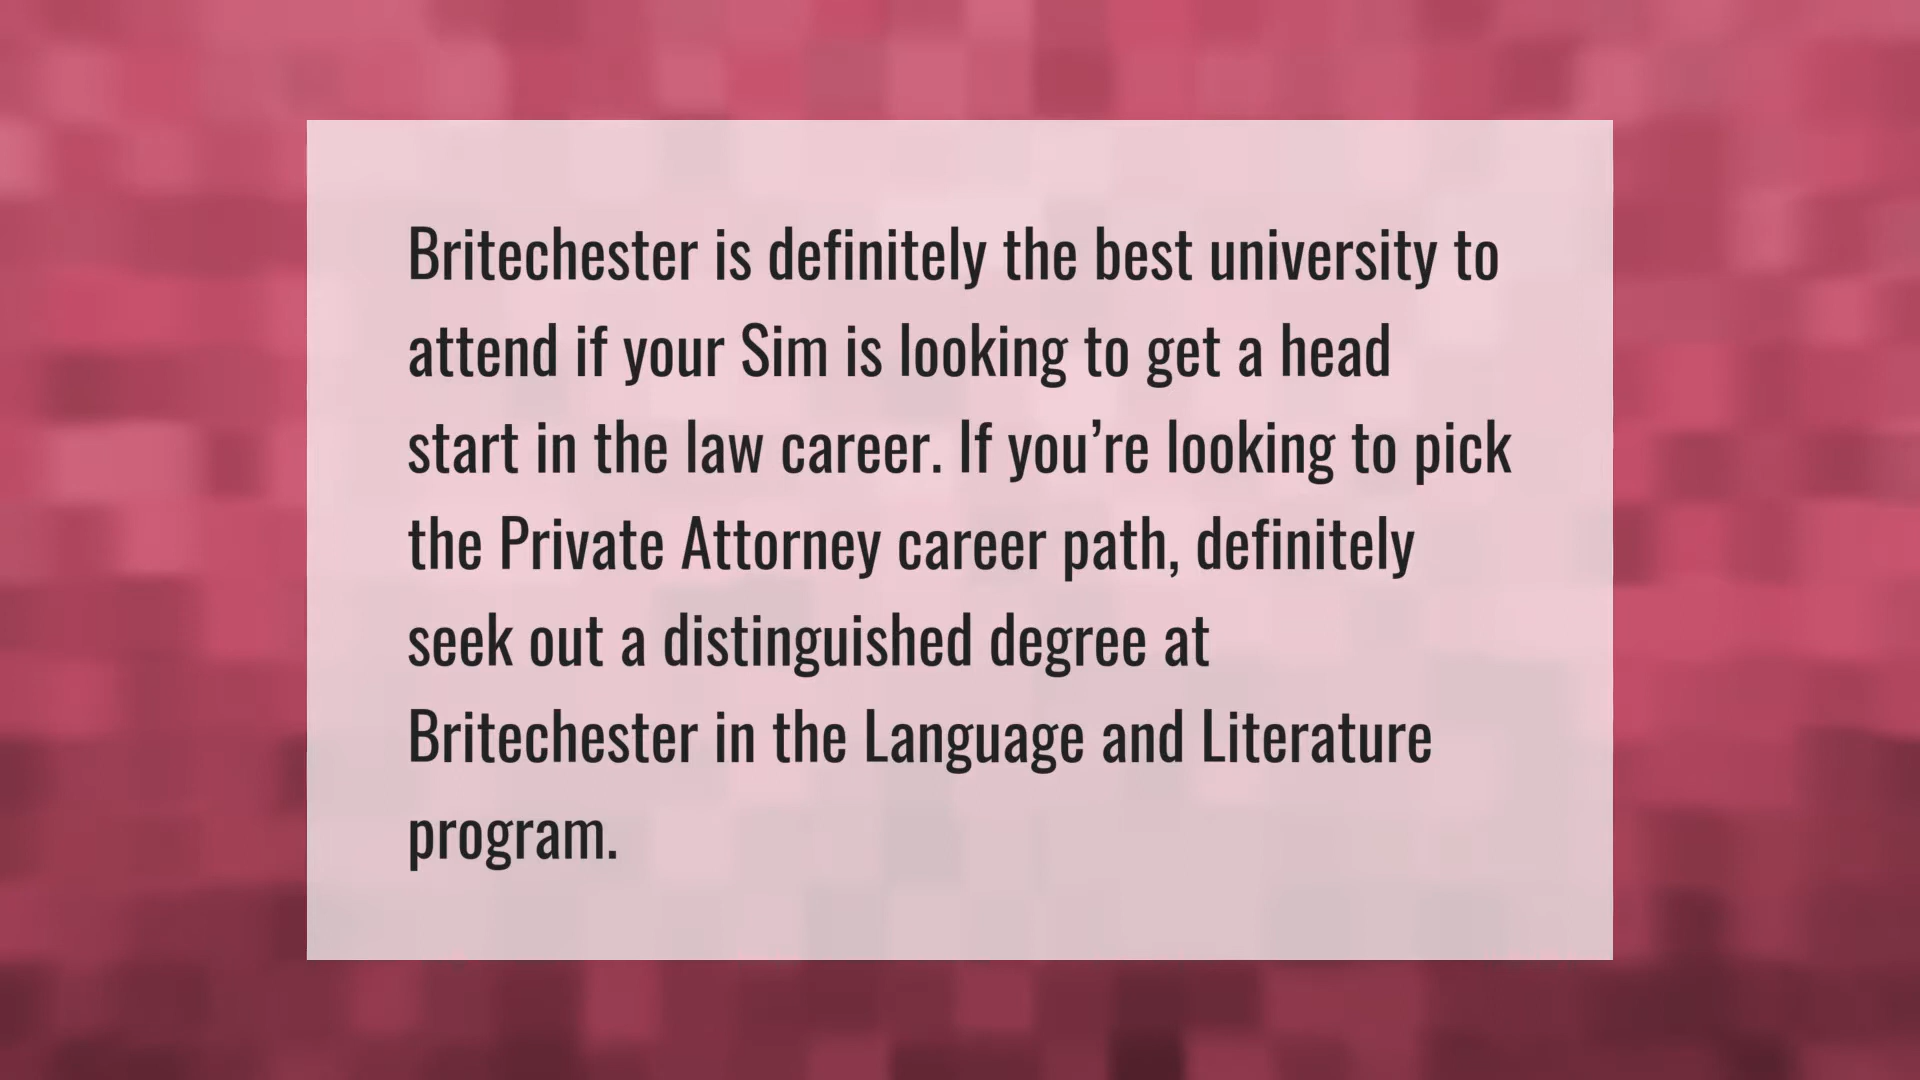 Britechester is definitely the best university to
attend if your Sim is looking to get a head
start in the law career. If you’re looking to pick
the Private Attorney career path, definitely
seek out a distinguished degree at
Britechester in the Language and Literature
program.